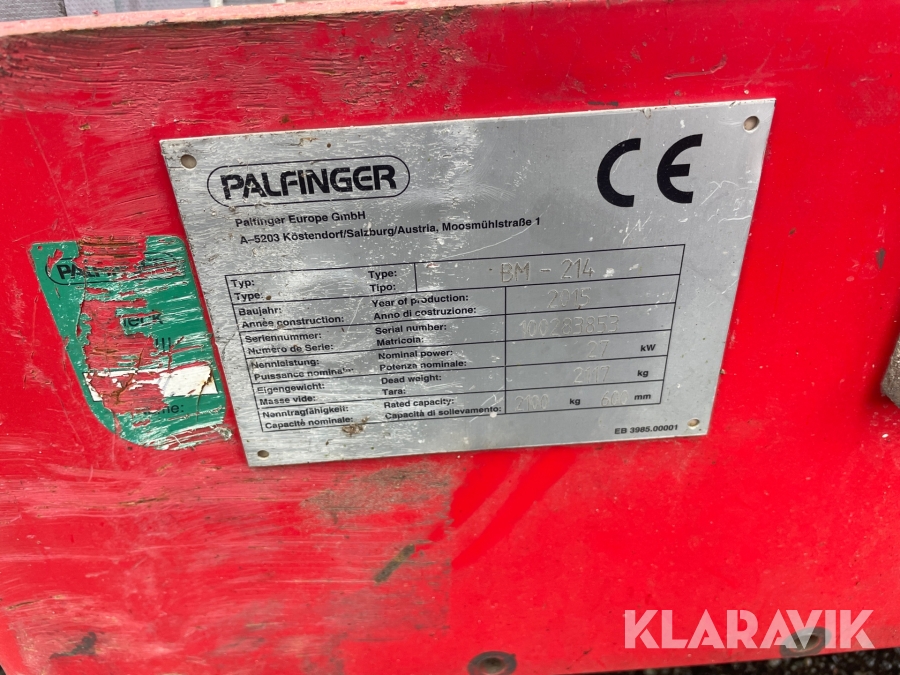 PALFINGER
CE
Palfinger Europe GmbH
A-5203 Köstendorf/Salzburg/Austria, Moosmühlstraße 1
Typ: Type: BM - 214
Type: Tipo:
Baujahr: Year of production: 2015
Année construction: Anno di costruzione:
Seriennummer: Serial number:
Numéro de Serie: Matricola:
Nennleistung: Nominal power: 27 kW
Puissance nominale: Potenza nominale:
Eigengewicht: Dead weight: 2917 kg
Masse vide: Tara:
Nenntragfähigkeit: Rated capacity: 2100 kg mm
Capacité nominale: Capacità di sollevamento:
EB 3985.00001
KLARAVIK